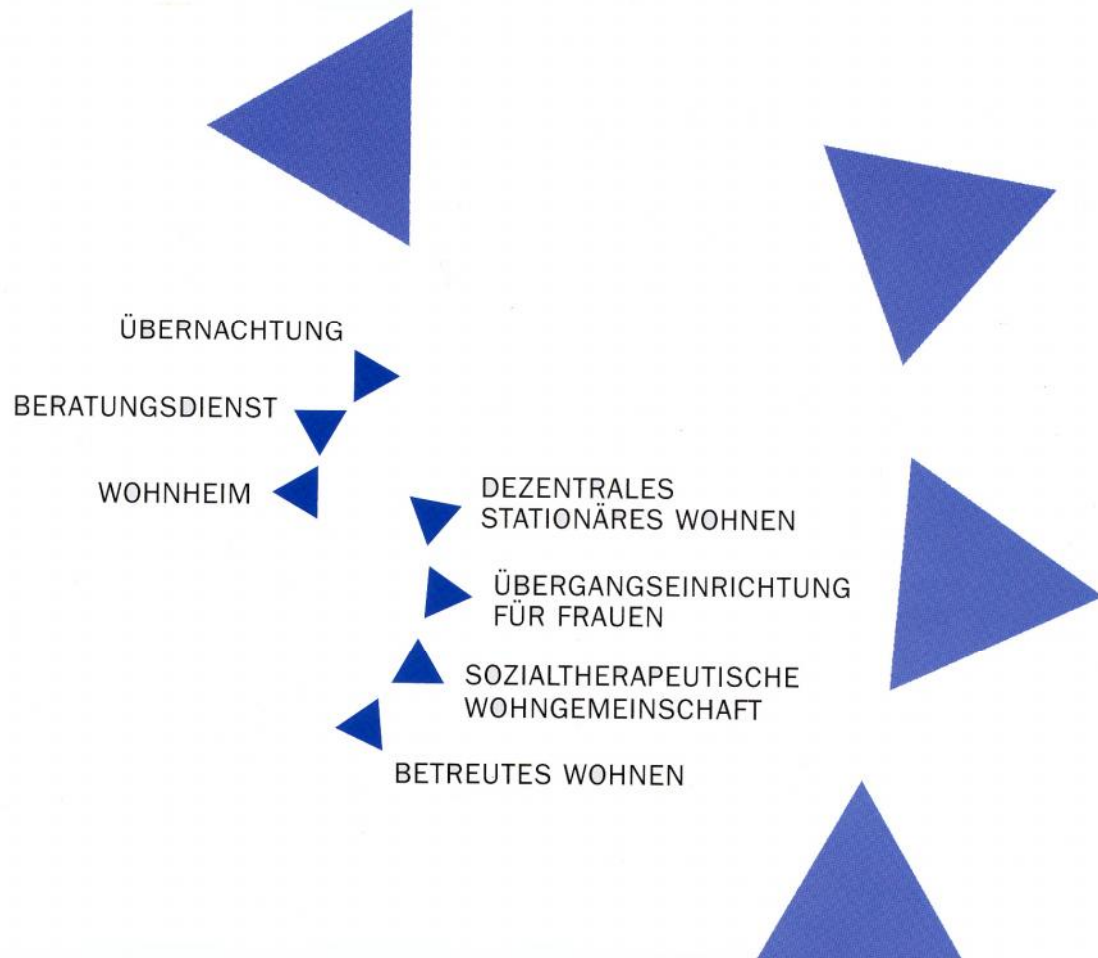 ÜBERNACHTUNG
BERATUNGSDIENST
WOHNHEIM
DEZENTRALES
STATIONÄRES WOHNEN
ÜBERGANGSEINRICHTUNG
FÜR FRAUEN
SOZIALTHERAPEUTISCHE
WOHNGEMEINSCHAFT
BETREUTES WOHNEN